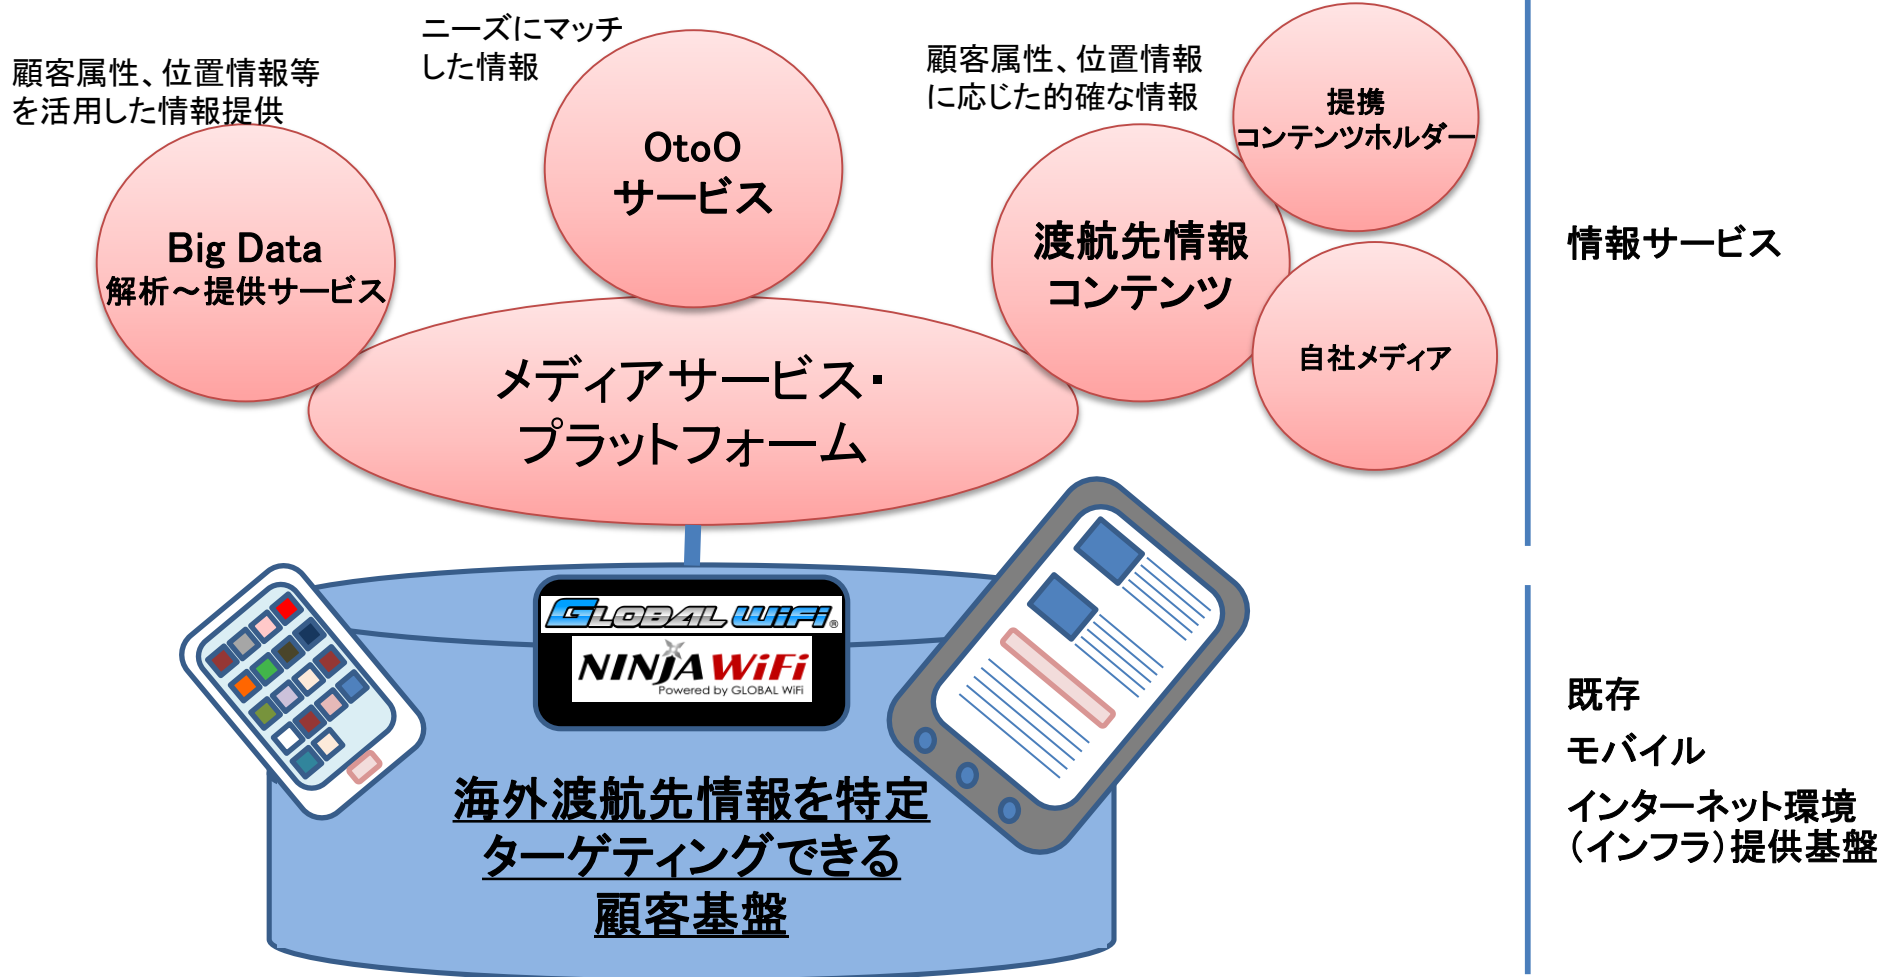 ニーズにマッチ
した情報
顧客属性、位置情報等
を活用した情報提供
顧客属性、位置情報
に応じた的確な情報
提携
コンテンツホルダー
OtoO
サービス
Big Data
解析～提供サービス
渡航先情報
コンテンツ
自社メディア
メディアサービス・
プラットフォーム
情報サービス
GLOBAL WiFi®
NINJA WiFi
Powered by GLOBAL WiFi
海外渡航先情報を特定
ターゲティングできる
顧客基盤
既存
モバイル
インターネット環境
（インフラ）提供基盤